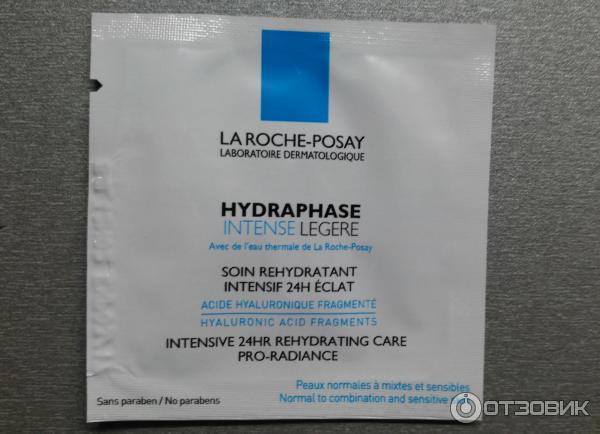 LA ROCHE-POSAY
LABORATOIRE DERMATOLOGIQUE
HYDRAPHASE
INTENSE LEGERE
Avec de l'eau thermale de La Roche-Posay
SOIN REHYDRATANT
INTENSIF 24H ÉCLAT
ACIDE HYALURONIQUE FRAGMENTÉ
HYALURONIC ACID FRAGMENTS
INTENSIVE 24HR REHYDRATING CARE
PRO-RADIANCE
Peaux normales à mixtes et sensibles
Normal to combination and sensitive
Sans paraben / No parabens
ОТЗОВИК